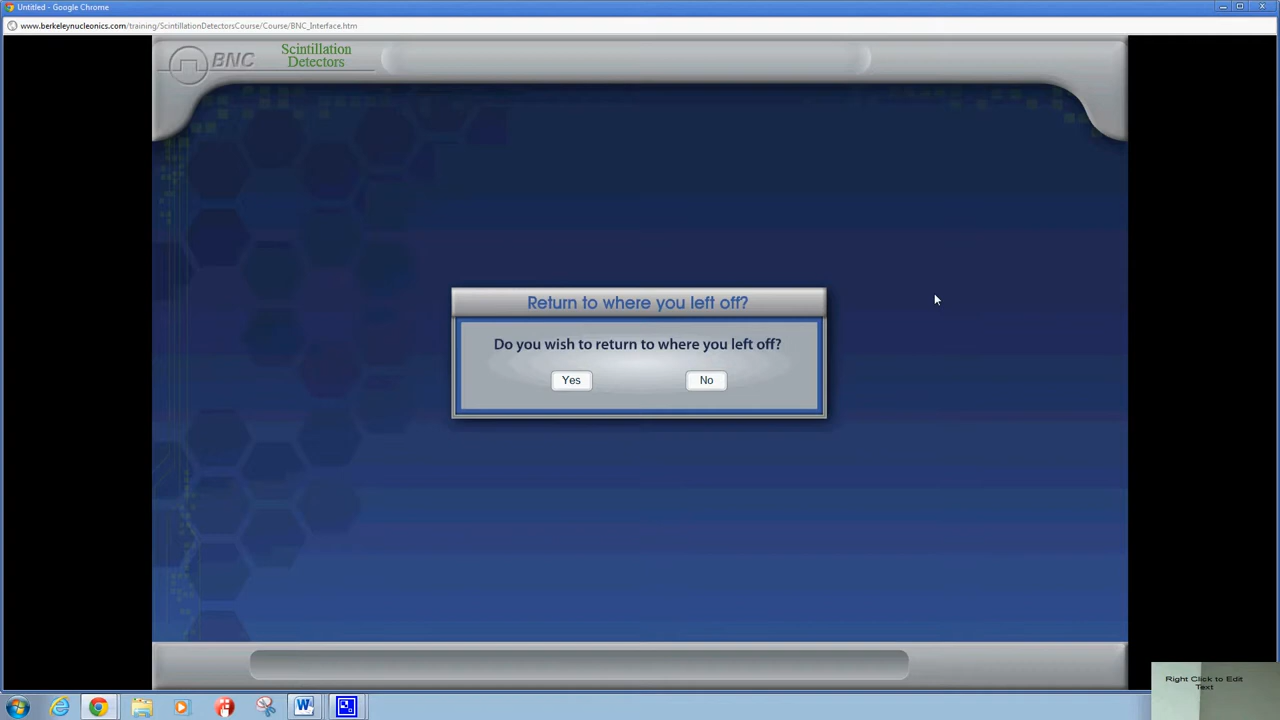 Untitled - Google Chrome
www.berkeleynucleonics.com/training/ScintillationDetectorsCourse/Course/BNC_Interface.htm
BNC
Scintillation
Detectors
Return to where you left off?
Do you wish to return to where you left off?
Yes No
Right Click to Edit
Text